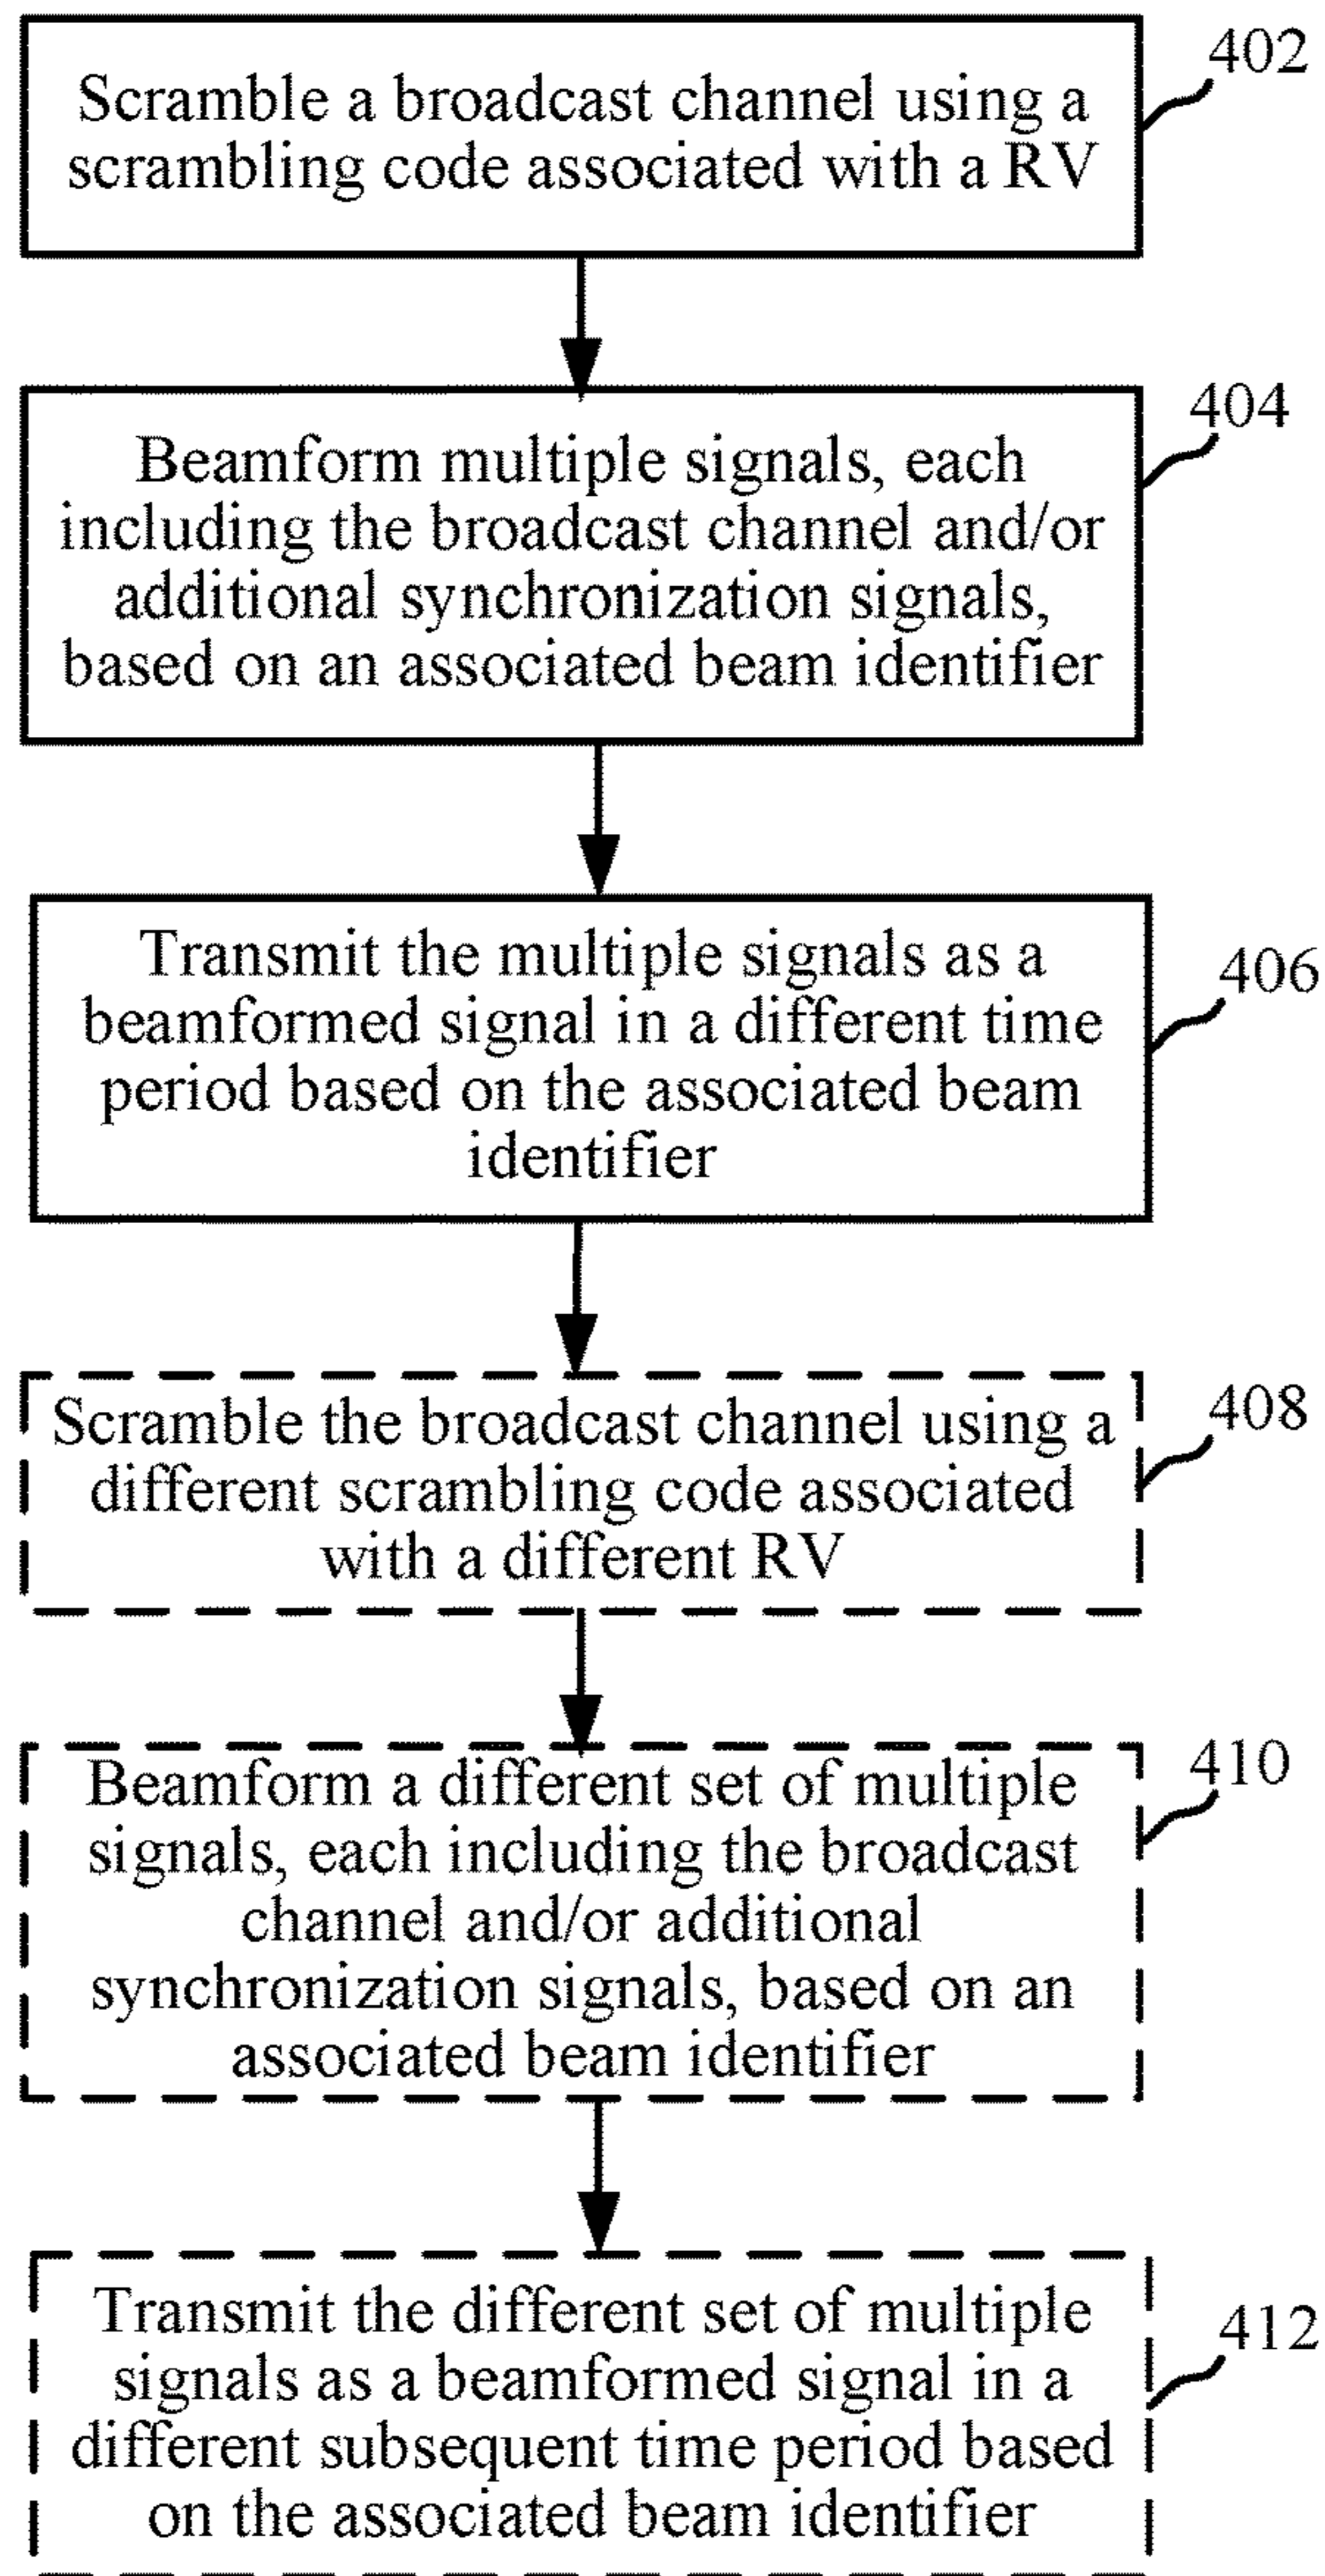 402
Scramble a broadcast channel using a
scrambling code associated with a RV
404
Beamform multiple signals, each
including the broadcast channel and/or
additional synchronization signals,
based on an associated beam identifier
406
Transmit the multiple signals as a
beamformed signal in a different time
period based on the associated beam
identifier
408
Scramble the broadcast channel using a
different scrambling code associated
with a different RV
410
Beamform a different set of multiple
signals, each including the broadcast
channel and/or additional
synchronization signals, based on an
associated beam identifier
412
Transmit the different set of multiple
signals as a beamformed signal in a
different subsequent time period based
on the associated beam identifier